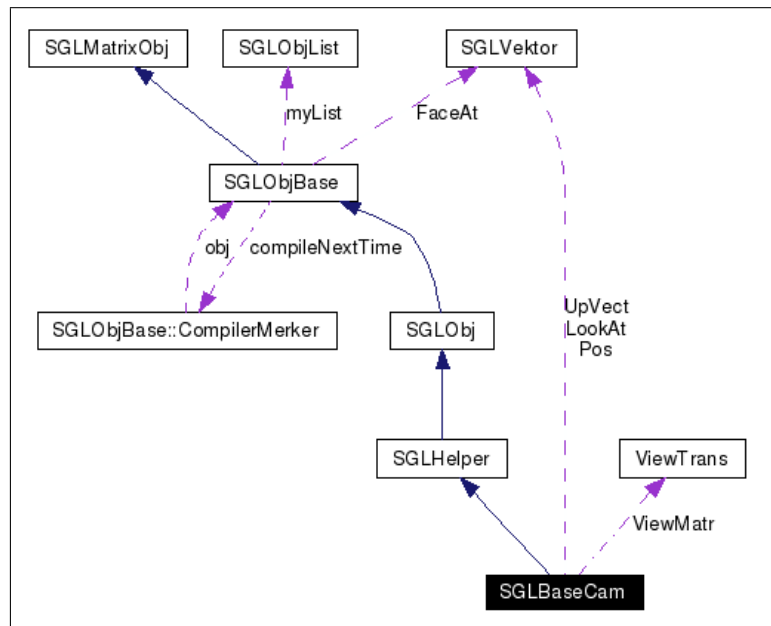 SGLMatrixObj
SGLObjList
SGLVektor
myList
FaceAt
SGLObjBase
obj
compileNextTime
SGLObjBase::CompilerMerker
SGLObj
UpVect
LookAt
Pos
SGLHelper
ViewTrans
ViewMatr
SGLBaseCam